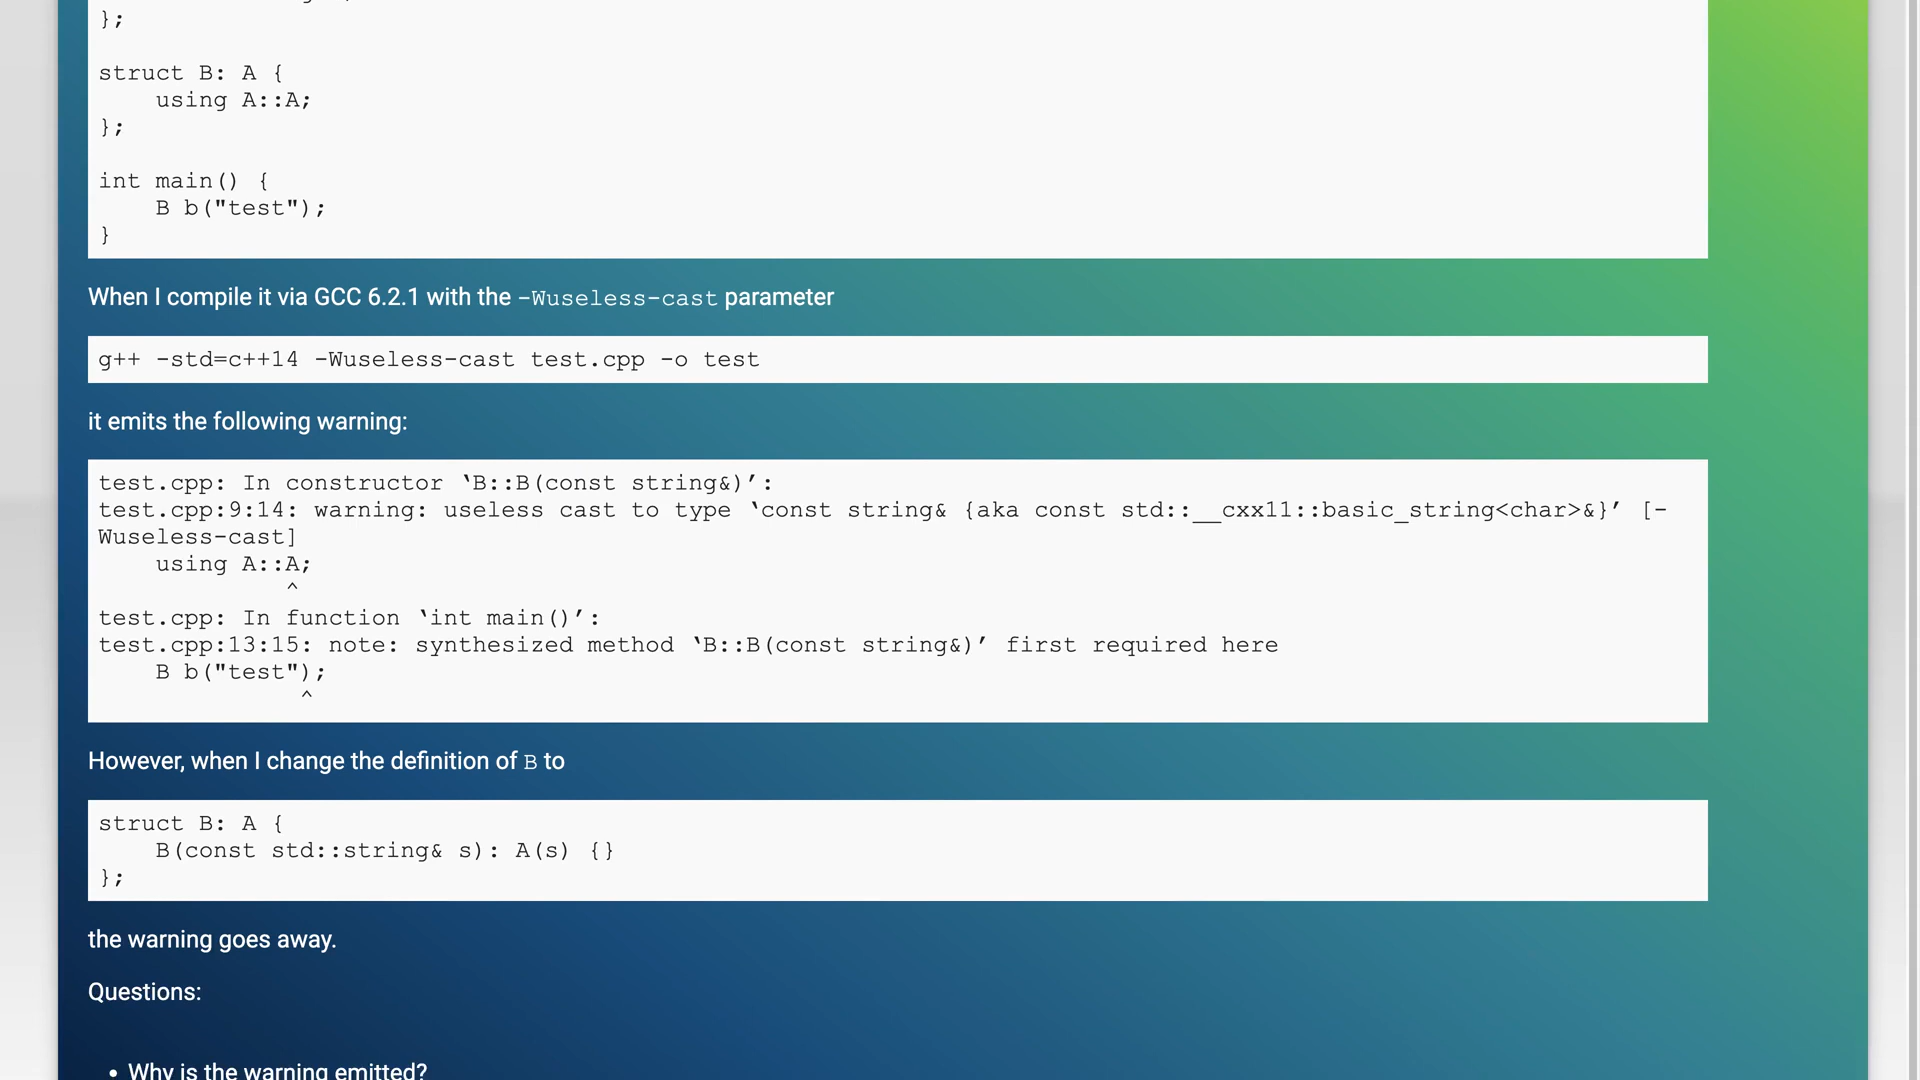 };
struct B: A {
using A::A;
};
int main() {
B b("test");
}
When I compile it via GCC 6.2.1 with the -Wuseless-cast parameter
g++ -std=c++14 -Wuseless-cast test.cpp -o test
it emits the following warning:
test.cpp: In constructor ‘B::B(const string&)’:
test.cpp:9:14: warning: useless cast to type ‘const string& {aka const std::__cxx11::basic_string<char>&}’ [-
Wuseless-cast]
using A::A;
^
test.cpp: In function ‘int main()’:
test.cpp:13:15: note: synthesized method ‘B::B(const string&)’ first required here
B b("test");
^
However, when I change the definition of B to
struct B: A {
B(const std::string& s): A(s) {}
};
the warning goes away.
Questions:
• Why is the warning emitted?